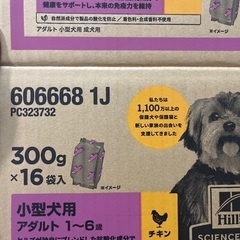 健康をサポートし、本来の免疫力を維持
自然派成分で製品の酸化を防止 / 着色料・合成香料不使用
アダルト 小型犬用 成犬用
※イメージ
606668 1J
PC323732
私たちは
1,100万以上の
保護犬や保護猫と
新しい家族の出会いを
支援してきました
300g
×16袋入
※イメージ
小型犬用
アダルト 1~6歳
チキン
Hill
SCIENCE